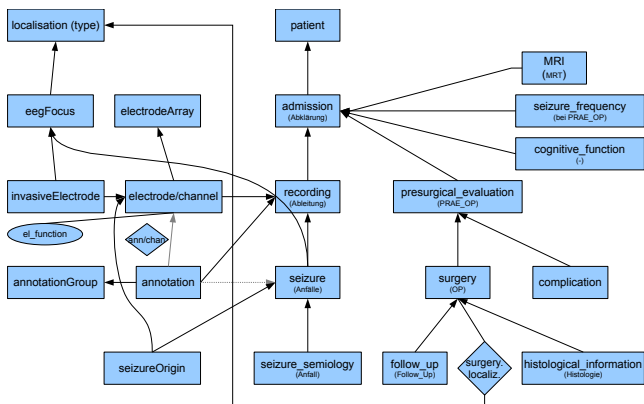 localisation (type)
patient
MRI
(MRT)
eegFocus
electrodeArray
admission
(Abklärung)
seizure_frequency
(bei PRAE_OP)
cognitive_function
(-)
invasiveElectrode
electrode/channel
recording
(Ableitung)
presurgical_evaluation
(PRAE_OP)
el_function
ann/chan
annotationGroup
annotation
seizure
(Anfälle)
surgery
(OP)
complication
seizureOrigin
seizure_semiology
(Anfall)
follow_up
(Follow_Up)
surgery.
localiz.
histological_information
(Histologie)